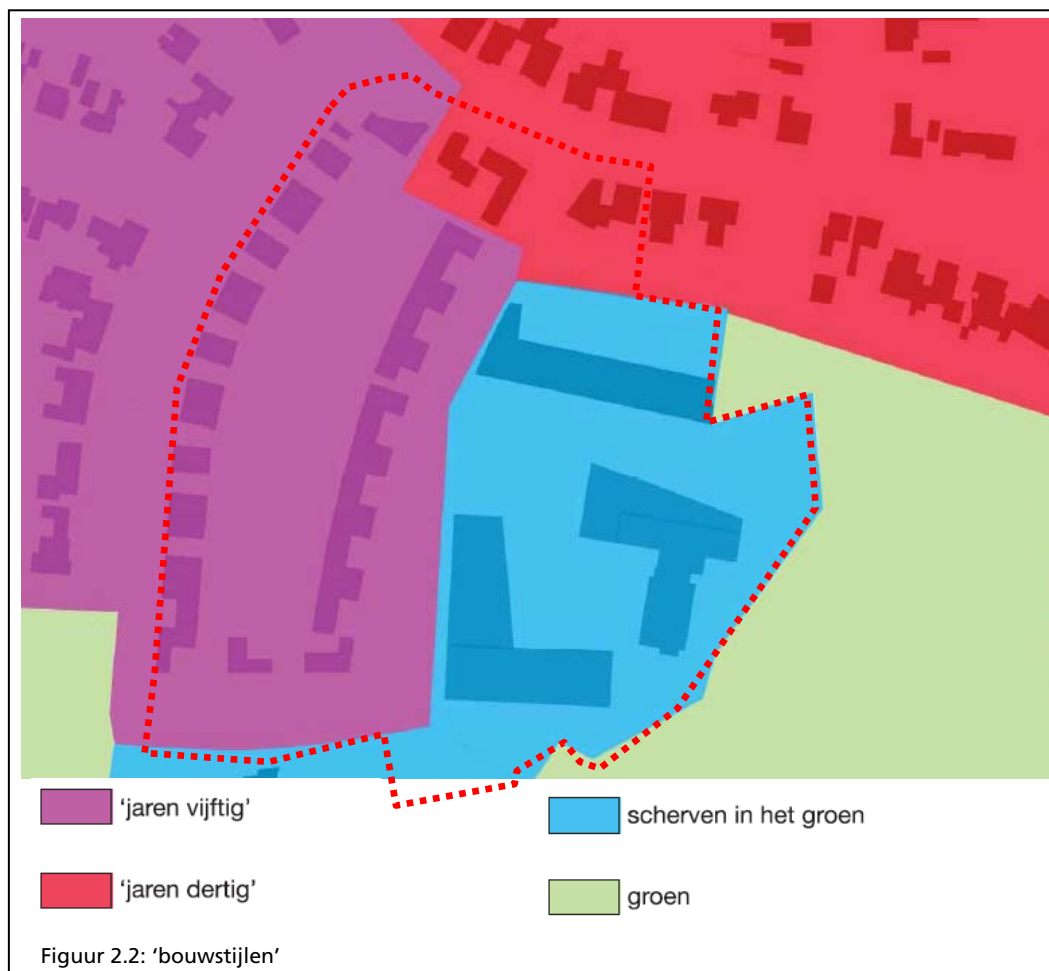 ‘jaren vijftig’
scherven in het groen
‘jaren dertig’
groen
Figuur 2.2: ‘bouwstijlen’